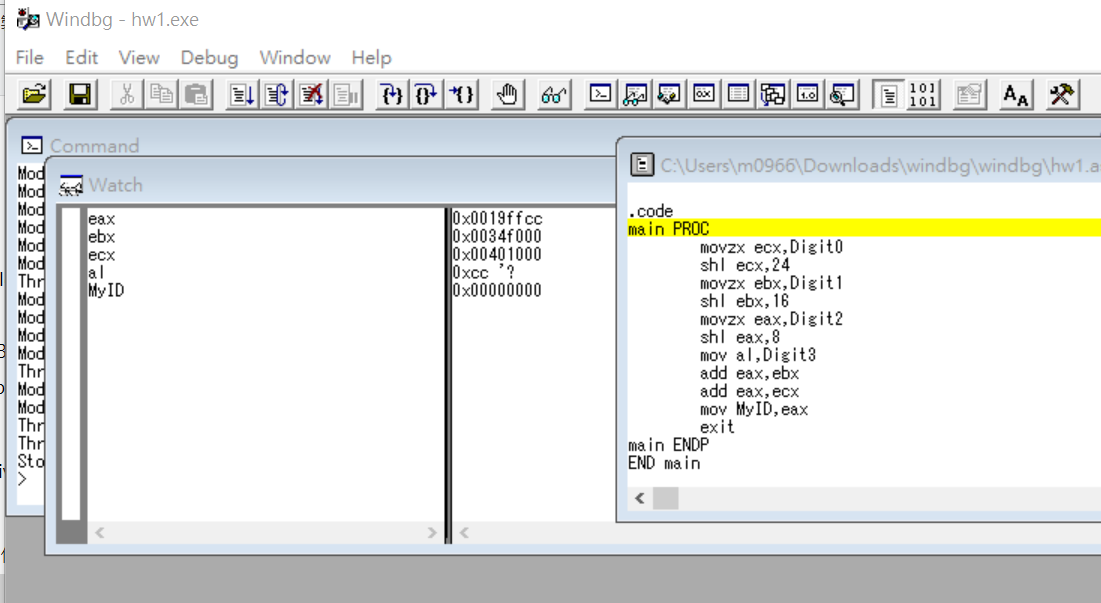 Windbg - hw1.exe
File Edit View Debug Window Help
Command
Mod
Mod
Mod
Mod
Mod
Mod
Thr
Mod
Mod
Mod
Mod
Thr
Mod
Mod
Thr
Thr
Sto
>
Watch
eax 0x0019ffcc
ebx 0x0034f000
ecx 0x00401000
al 0xcc '?
MyID 0x00000000
C:\Users\m0966\Downloads\windbg\windbg\hw1.a
.code
main PROC
movzx ecx,Digit0
shl ecx,24
movzx ebx,Digit1
shl ebx,16
movzx eax,Digit2
shl eax,8
mov al,Digit3
add eax,ebx
add eax,ecx
mov MyID,eax
exit
main ENDP
END main